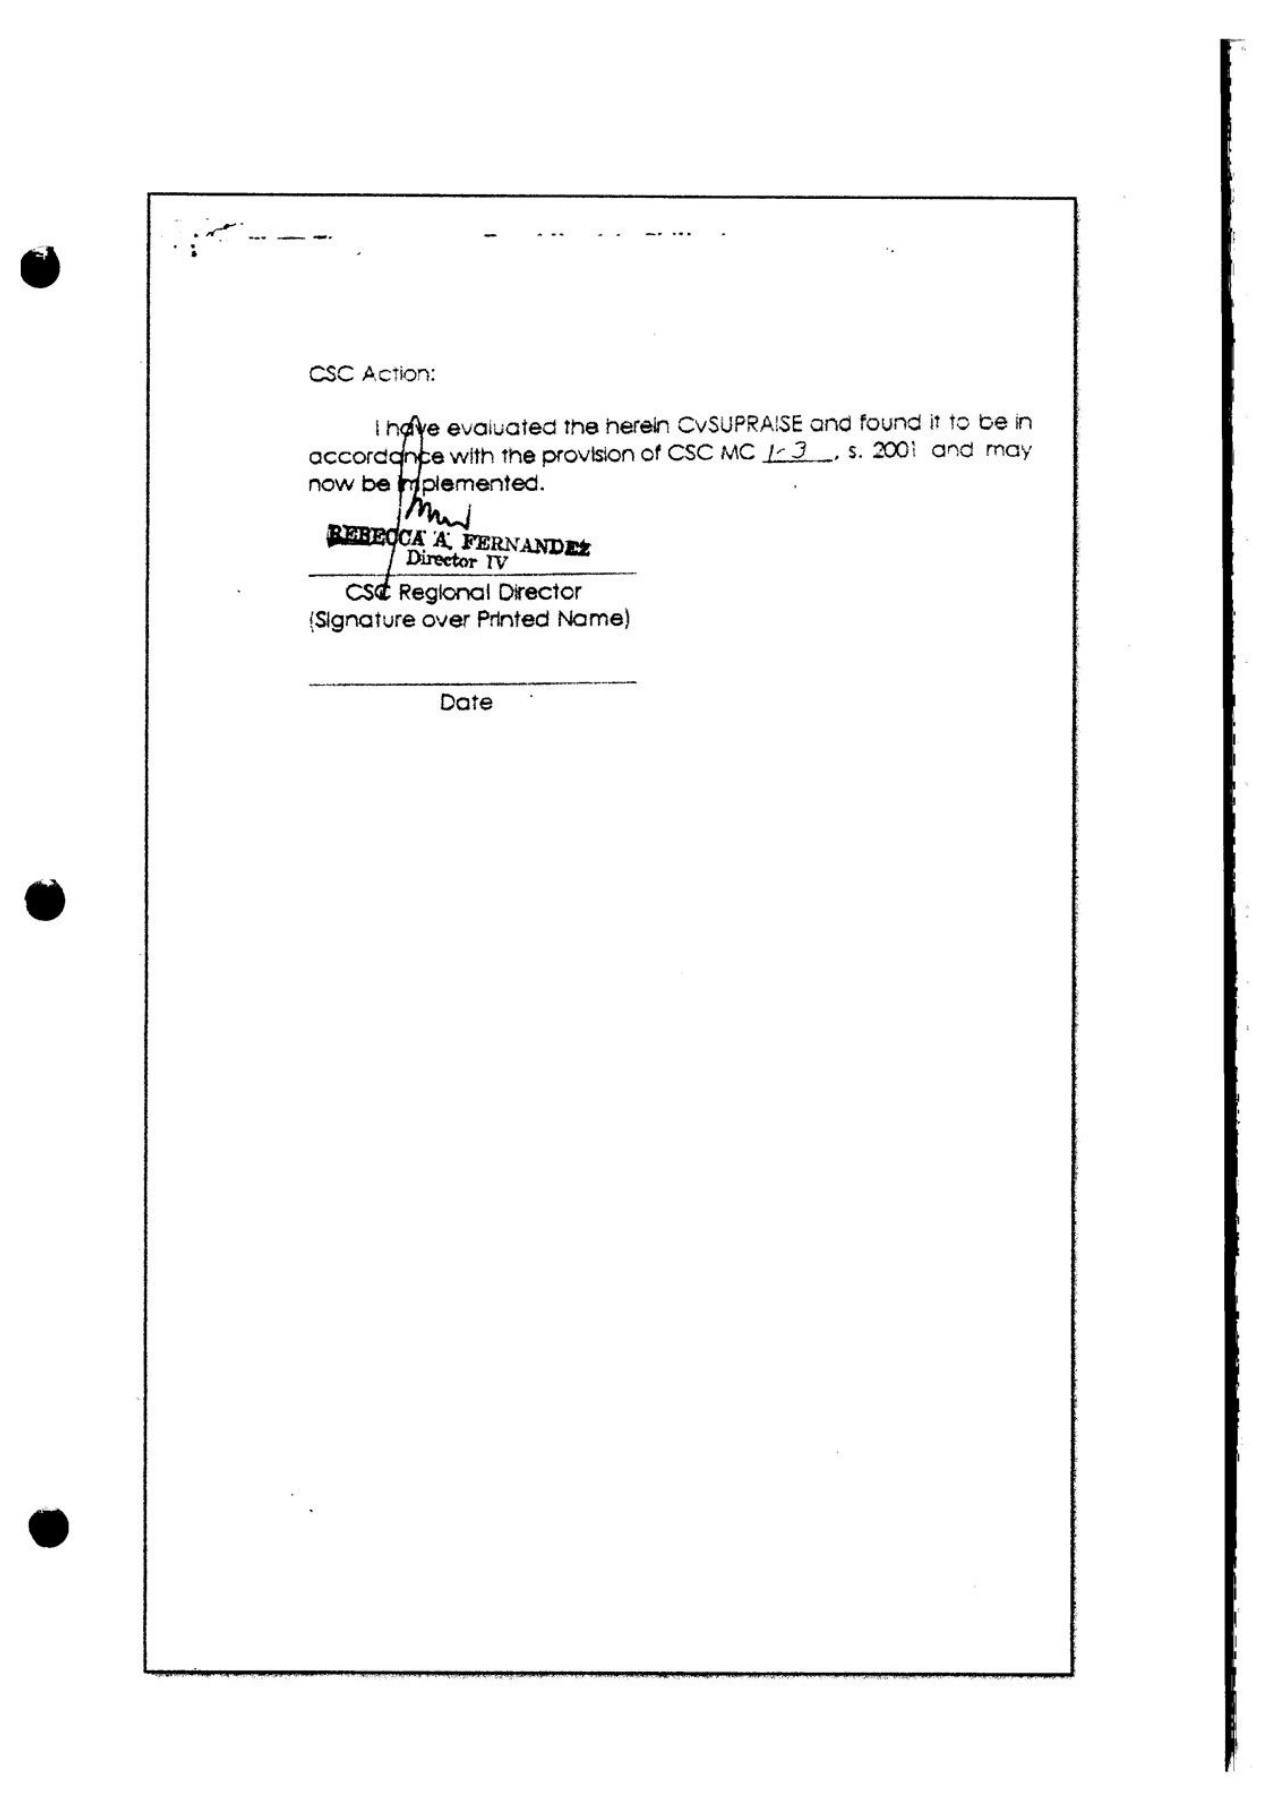 CSC Action:
I have evaluated the herein CvSUPRAISE and found it to be in
accordance with the provision of CSC MC 1-3, s. 2001 and may
now be implemented.
REBECCA A. FERNANDEZ
Director IV
CSC Regional Director
(Signature over Printed Name)
Date